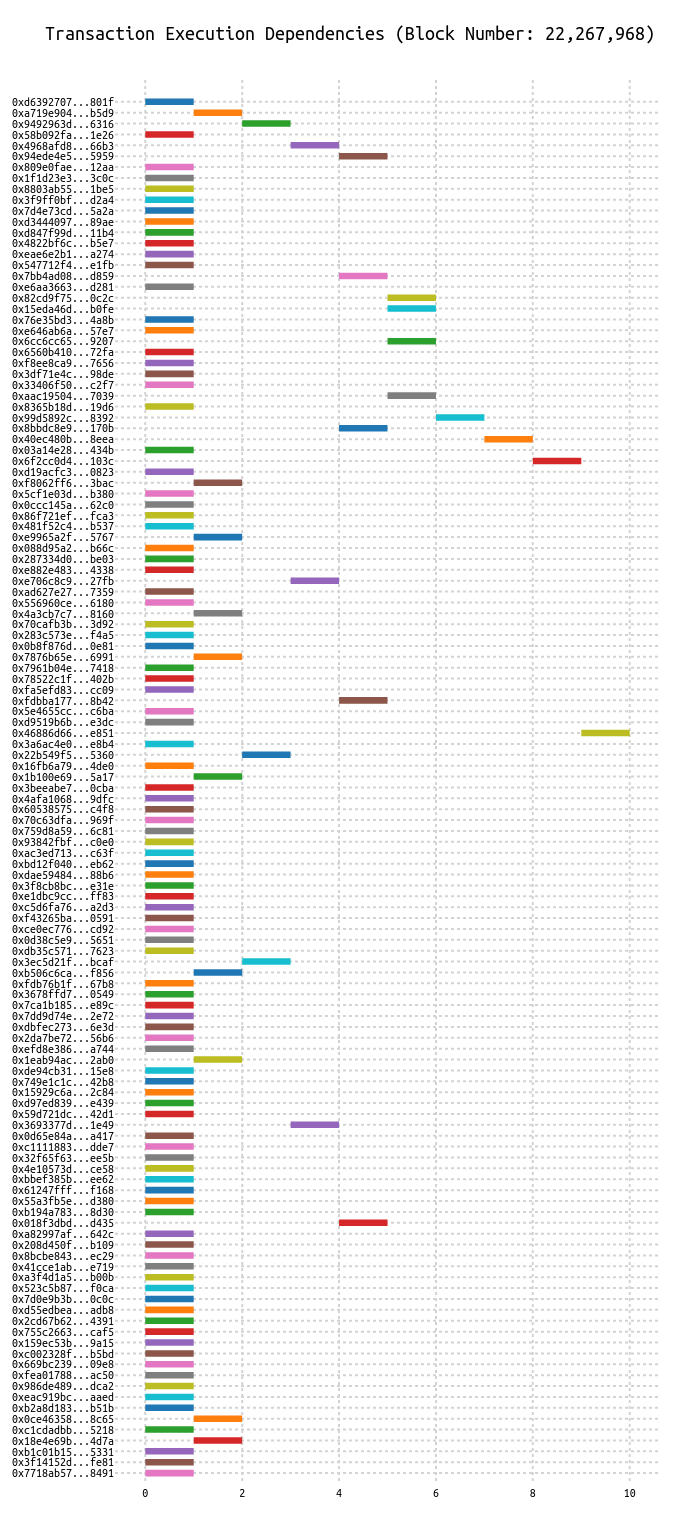 Transaction Execution Dependencies (Block Number: 22,267,968)
0xd6392707...801f
0xa719e904...b5d9
0x9492963d...6316
0x58b092fa...1e26
0x4968afd8...66b3
0x94ede4e5...5959
0x809e0fae...12aa
0x1f1d23e3...3c0c
0x8803ab55...1be5
0x3f9ff0bf...d2a4
0x7d4e73cd...5a2a
0xd3444097...89ae
0xd847f99d...11b4
0x4822bf6c...b5e7
0xeae6e2b1...a274
0x547712f4...e1fb
0x7bb4ad08...d859
0xe6aa3663...d281
0x82cd9f75...0c2c
0x15eda46d...b0fe
0x76e35bd3...4a8b
0xe646ab6a...57e7
0x6cc6cc65...9207
0x6560b410...72fa
0xf8ee8ca9...7656
0x3df71e4c...98de
0x33406f50...c2f7
0xaac19504...7039
0x8365b18d...19d6
0x99d5892c...8392
0x8bbdc8e9...170b
0x40ec480b...8eea
0x03a14e28...434b
0x6f2cc0d4...103c
0xd19acfc3...0823
0xf8062ff6...3bac
0x5cf1e03d...b380
0x0ccc145a...62c0
0x86f721ef...fca3
0x481f52c4...b537
0xe9965a2f...5767
0x088d95a2...b66c
0x287334d0...be03
0xe882e483...4338
0xe706c8c9...27fb
0xad627e27...7359
0x556960ce...6180
0x4a3cb7c7...8160
0x70cafb3b...3d92
0x283c573e...f4a5
0x0b8f876d...0e81
0x7876b65e...6991
0x7961b04e...7418
0x78522c1f...402b
0xfa5efd83...cc09
0xfdbba177...8b42
0x5e4655cc...c6ba
0xd9519b6b...e3dc
0x46886d66...e851
0x3a6ac4e0...e8b4
0x22b549f5...5360
0x16fb6a79...4de0
0x1b100e69...5a17
0x3beeabe7...0cba
0x4afa1068...9dfc
0x60538575...c4f8
0x70c63dfa...969f
0x759d8a59...6c81
0x93842fbf...c0e0
0xac3ed713...c63f
0xbd12f040...eb62
0xdae59484...88b6
0x3f8cb8bc...e31e
0xe1dbc9cc...ff83
0xc5d6fa76...a2d3
0xf43265ba...0591
0xce0ec776...cd92
0x0d38c5e9...5651
0xdb35c571...7623
0x3ec5d21f...bcaf
0xb506c6ca...f856
0xfdb76b1f...67b8
0x3678ffd7...0549
0x7ca1b185...e89c
0x7dd9d74e...2e72
0xdbfec273...6e3d
0x2da7be72...56b6
0xefd8e386...a744
0x1eab94ac...2ab0
0xde94cb31...15e8
0x749e1c1c...42b8
0x15929c6a...2c84
0xd97ed839...e439
0x59d721dc...42d1
0x3693377d...1e49
0x0d65e84a...a417
0xc1111883...dde7
0x32f65f63...ee5b
0x4e10573d...ce58
0xbbef385b...ee62
0x61247fff...f168
0x55a3fb5e...d380
0xb194a783...8d30
0x018f3dbd...d435
0xa82997af...642c
0x208d450f...b109
0x8bcbe843...ec29
0x41cce1ab...e719
0xa3f4d1a5...b00b
0x523c5b87...f0ca
0x7d0e9b3b...0c0c
0xd55edbea...adb8
0x2cd67b62...4391
0x755c2663...caf5
0x159ec53b...9a15
0xc002328f...b5bd
0x669bc239...09e8
0xfea01788...ac50
0x986de489...dca2
0xeac919bc...aaed
0xb2a8d183...b51b
0x0ce46358...8c65
0xc1cdadbb...5218
0x18e4e69b...4d7a
0xb1c01b15...5331
0x3f14152d...fe81
0x7718ab57...8491
0 2 4 6 8 10